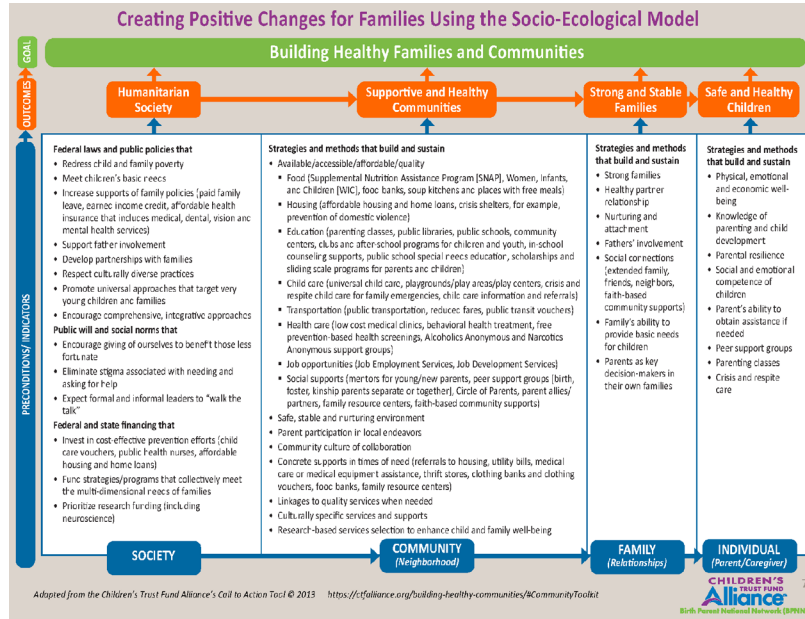 Creating Positive Changes for Families Using the Socio-Ecological Model
GOAL
Building Healthy Families and Communities
OUTCOMES
Humanitarian
Society
Supportive and Healthy
Communities
Strong and Stable
Families
Safe and Healthy
Children
PRECONDITIONS/ INDICATORS
Federal laws and public policies that
• Redress child and family poverty
• Meet children's basic needs
• Increase supports of family policies (paid family
leave, earned income credit, affordable health
insurance that includes medical, dental, vision and
mental health services)
• Support father involvement
• Develop partnerships with families
• Respect culturally diverse practices
• Promote universal approaches that target very
young children and families
• Encourage comprehensive, integrative approaches
Public will and social norms that
• Encourage giving of ourselves to benefit those less
fortunate
• Eliminate stigma associated with needing and
asking for help
• Expect formal and informal leaders to "walk the
talk"
Federal and state financing that
• Invest in cost-effective prevention efforts (child
care vouchers, public health nurses, affordable
housing and home loans)
• Func strategies/programs that collectively meet
the multi-dimensional needs of families
• Prioritize research funding (including
neuroscience)
SOCIETY
Strategies and methods that build and sustain
• Available/accessible/affordable/quality
▪ Food (Supplemental Nutrition Assistance Program [SNAP], Women, Infants,
and Children [WIC], food banks, soup kitchens and places with free meals)
▪ Housing (affordable housing and home loans, crisis shelters, for example,
prevention of domestic violence)
▪ Education (parenting classes, public libraries, public schools, community
centers, clubs and after-school programs for children and youth, in-school
counseling supports, public school special needs education, scholarships and
sliding scale programs for parents and children)
▪ Child care (universal child care, playgrounds/play areas/play centers, crisis and
respite child care for family emergencies, child care information and referrals)
▪ Transportation (public transportation, reduced fares, public transit vouchers)
▪ Health care (low cost medical clinics, behavioral health treatment, free
prevention-based health screenings, Alcoholics Anonymous and Narcotics
Anonymous support groups)
▪ Job opportunities (Job Employment Services, Job Development Services)
▪ Social supports (mentors for young/new parents, peer support groups [birth,
foster, kinship parents separate or together], Circle of Parents, parent allies/
partners, family resource centers, faith-based community supports)
• Safe, stable and nurturing environment
• Parent participation in local endeavors
• Community culture of collaboration
• Concrete supports in times of need (referrals to housing, utility bills, medical
care or medical equipment assistance, thrift stores, clothing banks and clothing
vouchers, food banks, family resource centers)
• Linkages to quality services when needed
• Culturally specific services and supports
• Research-based services selection to enhance child and family well-being
COMMUNITY
(Neighborhood)
Strategies and methods
that build and sustain
• Strong families
• Healthy partner
relationship
• Nurturing and
attachment
• Fathers' involvement
• Social connections
(extended family,
friends, neighbors,
faith-based
community supports)
• Family's ability to
provide basic needs
for children
• Parents as key
decision-makers in
their own families
FAMILY
(Relationships)
Strategies and methods
that build and sustain
• Physical, emotional
and economic well-
being
• Knowledge of
parenting and child
development
• Parental resilience
• Social and emotional
competence of
children
• Parent's ability to
obtain assistance if
needed
• Peer support groups
• Parenting classes
• Crisis and respite
care
INDIVIDUAL
(Parent/Caregiver)
Adapted from the Children's Trust Fund Alliance's Call to Action Tool © 2013 https://ctfalliance.org/building-healthy-communities/#CommunityToolkit
CHILDREN'S
TRUST FUND
Alliance
Birth Parent National Network (BPNN
7